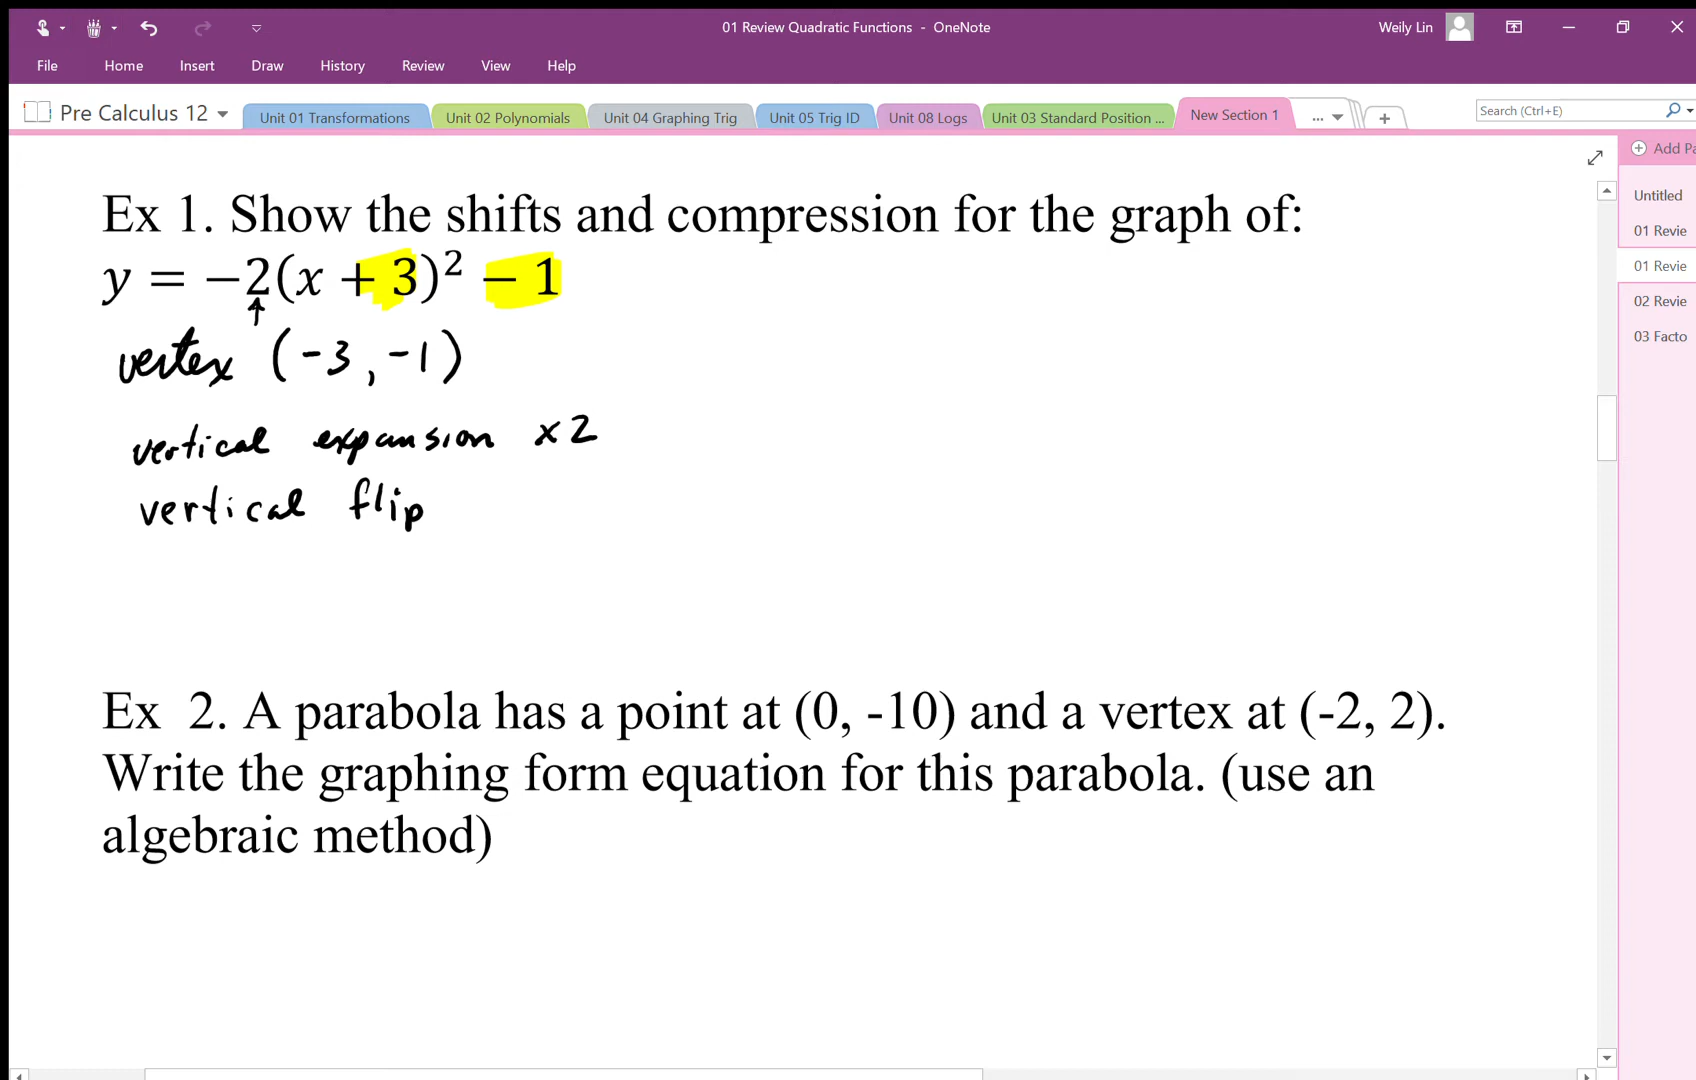 01 Review Quadratic Functions - OneNote
Weily Lin
File Home Insert Draw History Review View Help
Pre Calculus 12
Unit 01 Transformations
Unit 02 Polynomials
Unit 04 Graphing Trig
Unit 05 Trig ID
Unit 08 Logs
Unit 03 Standard Position ...
New Section 1
...
Search (Ctrl+E)
Add Pa
Untitled
01 Revie
01 Revie
02 Revie
03 Facto
Ex 1. Show the shifts and compression for the graph of:
y = −2(x + 3)² − 1
vertex (-3, -1)
vertical expansion x2
vertical flip
Ex 2. A parabola has a point at (0, -10) and a vertex at (-2, 2).
Write the graphing form equation for this parabola. (use an
algebraic method)